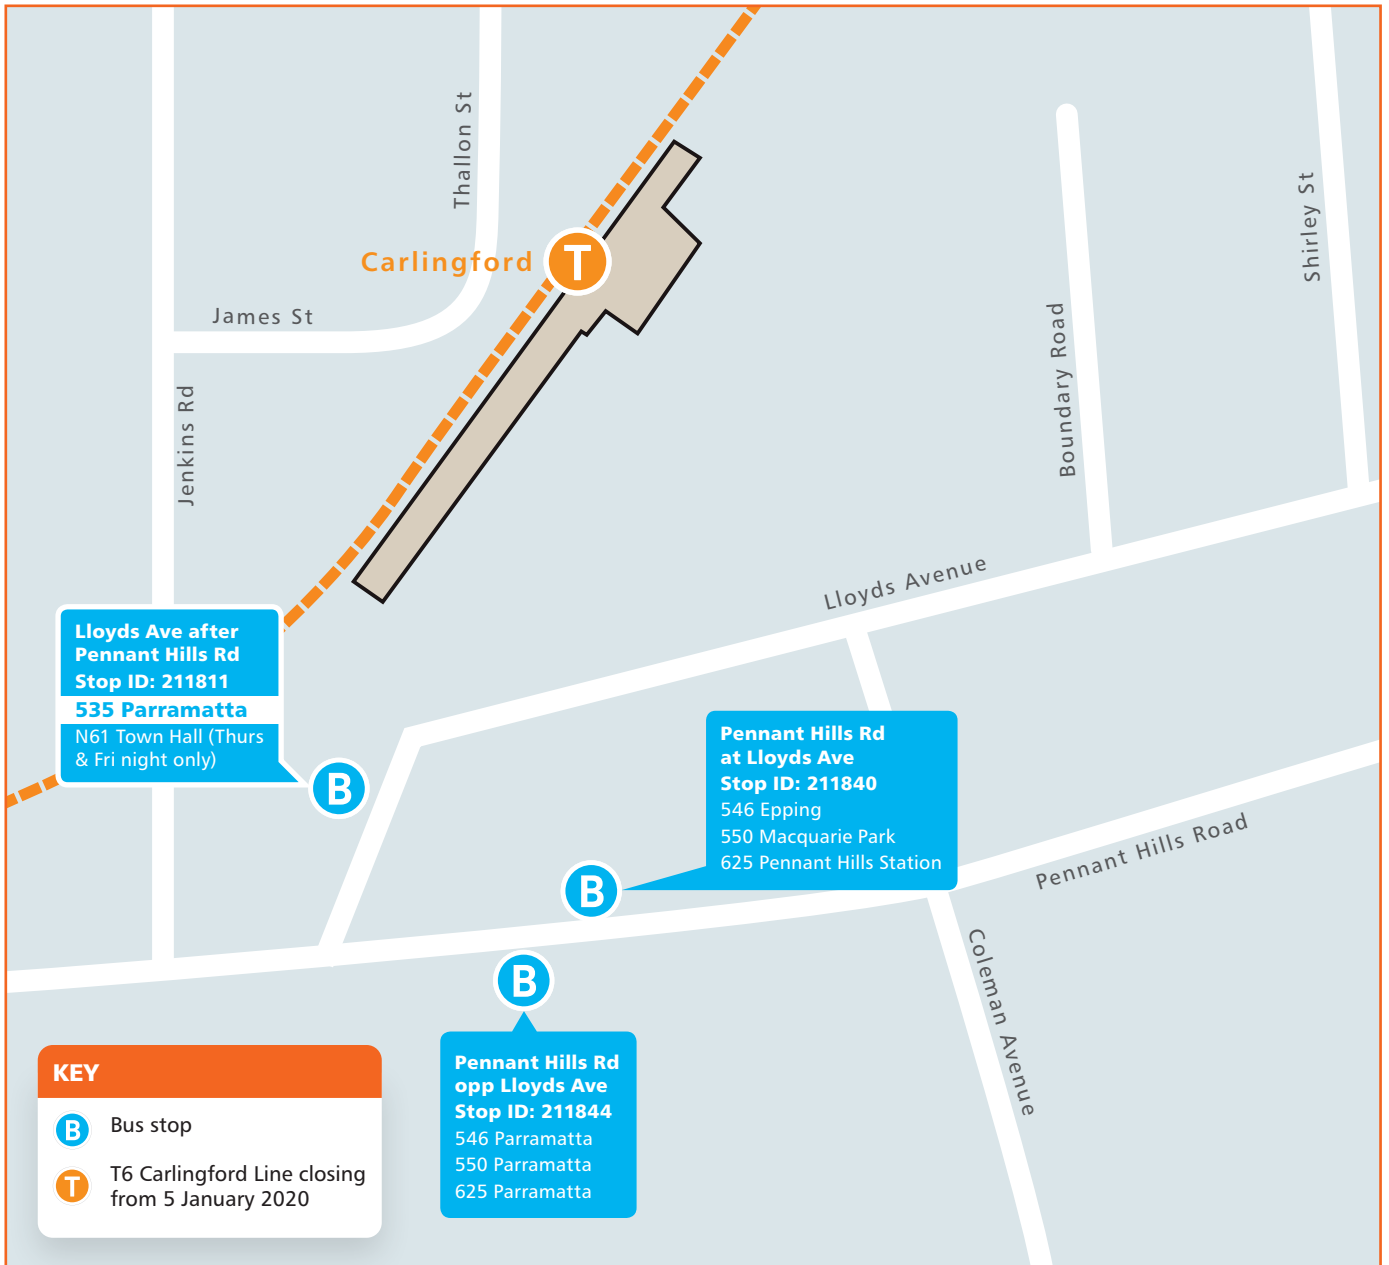 Thallon St
Carlingford
T
James St
Jenkins Rd
Shirley St
Boundary Road
Lloyds Avenue
Lloyds Ave after
Pennant Hills Rd
Stop ID: 211811
535 Parramatta
N61 Town Hall (Thurs
& Fri night only)
B
Pennant Hills Rd
at Lloyds Ave
Stop ID: 211840
546 Epping
550 Macquarie Park
625 Pennant Hills Station
B
Pennant Hills Road
Coleman Avenue
B
Pennant Hills Rd
opp Lloyds Ave
Stop ID: 211844
546 Parramatta
550 Parramatta
625 Parramatta
KEY
B
Bus stop
T
T6 Carlingford Line closing
from 5 January 2020